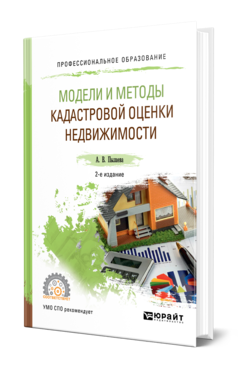 ПРОФЕССИОНАЛЬНОЕ ОБРАЗОВАНИЕ
МОДЕЛИ И МЕТОДЫ
КАДАСТРОВОЙ ОЦЕНКИ
НЕДВИЖИМОСТИ
А. В. Пылаева
2-е издание
УМО СПО рекомендует
юрайт